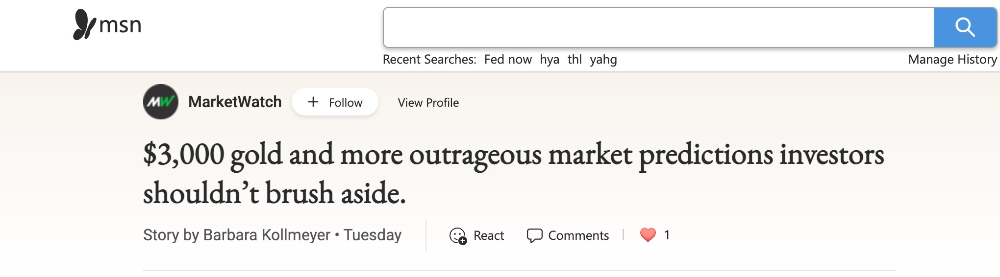 msn
Recent Searches: Fed now hya thl yahg
Manage History
MW MarketWatch + Follow View Profile
$3,000 gold and more outrageous market predictions investors
shouldn’t brush aside.
Story by Barbara Kollmeyer • Tuesday React Comments | 1